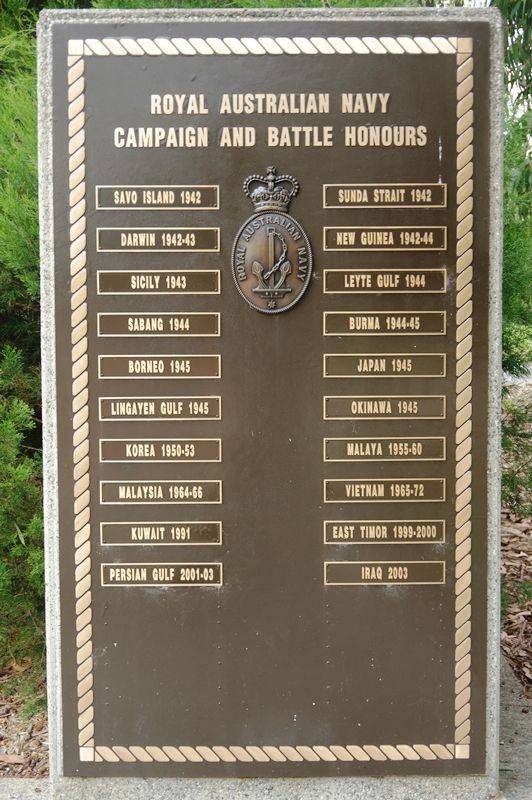 ROYAL AUSTRALIAN NAVY
CAMPAIGN AND BATTLE HONOURS
ROYAL AUSTRALIAN NAVY
SAVO ISLAND 1942
SUNDA STRAIT 1942
DARWIN 1942-43
NEW GUINEA 1942-44
SICILY 1943
LEYTE GULF 1944
SABANG 1944
BURMA 1944-45
BORNEO 1945
JAPAN 1945
LINGAYEN GULF 1945
OKINAWA 1945
KOREA 1950-53
MALAYA 1955-60
MALAYSIA 1964-66
VIETNAM 1965-72
KUWAIT 1991
EAST TIMOR 1999-2000
PERSIAN GULF 2001-03
IRAQ 2003